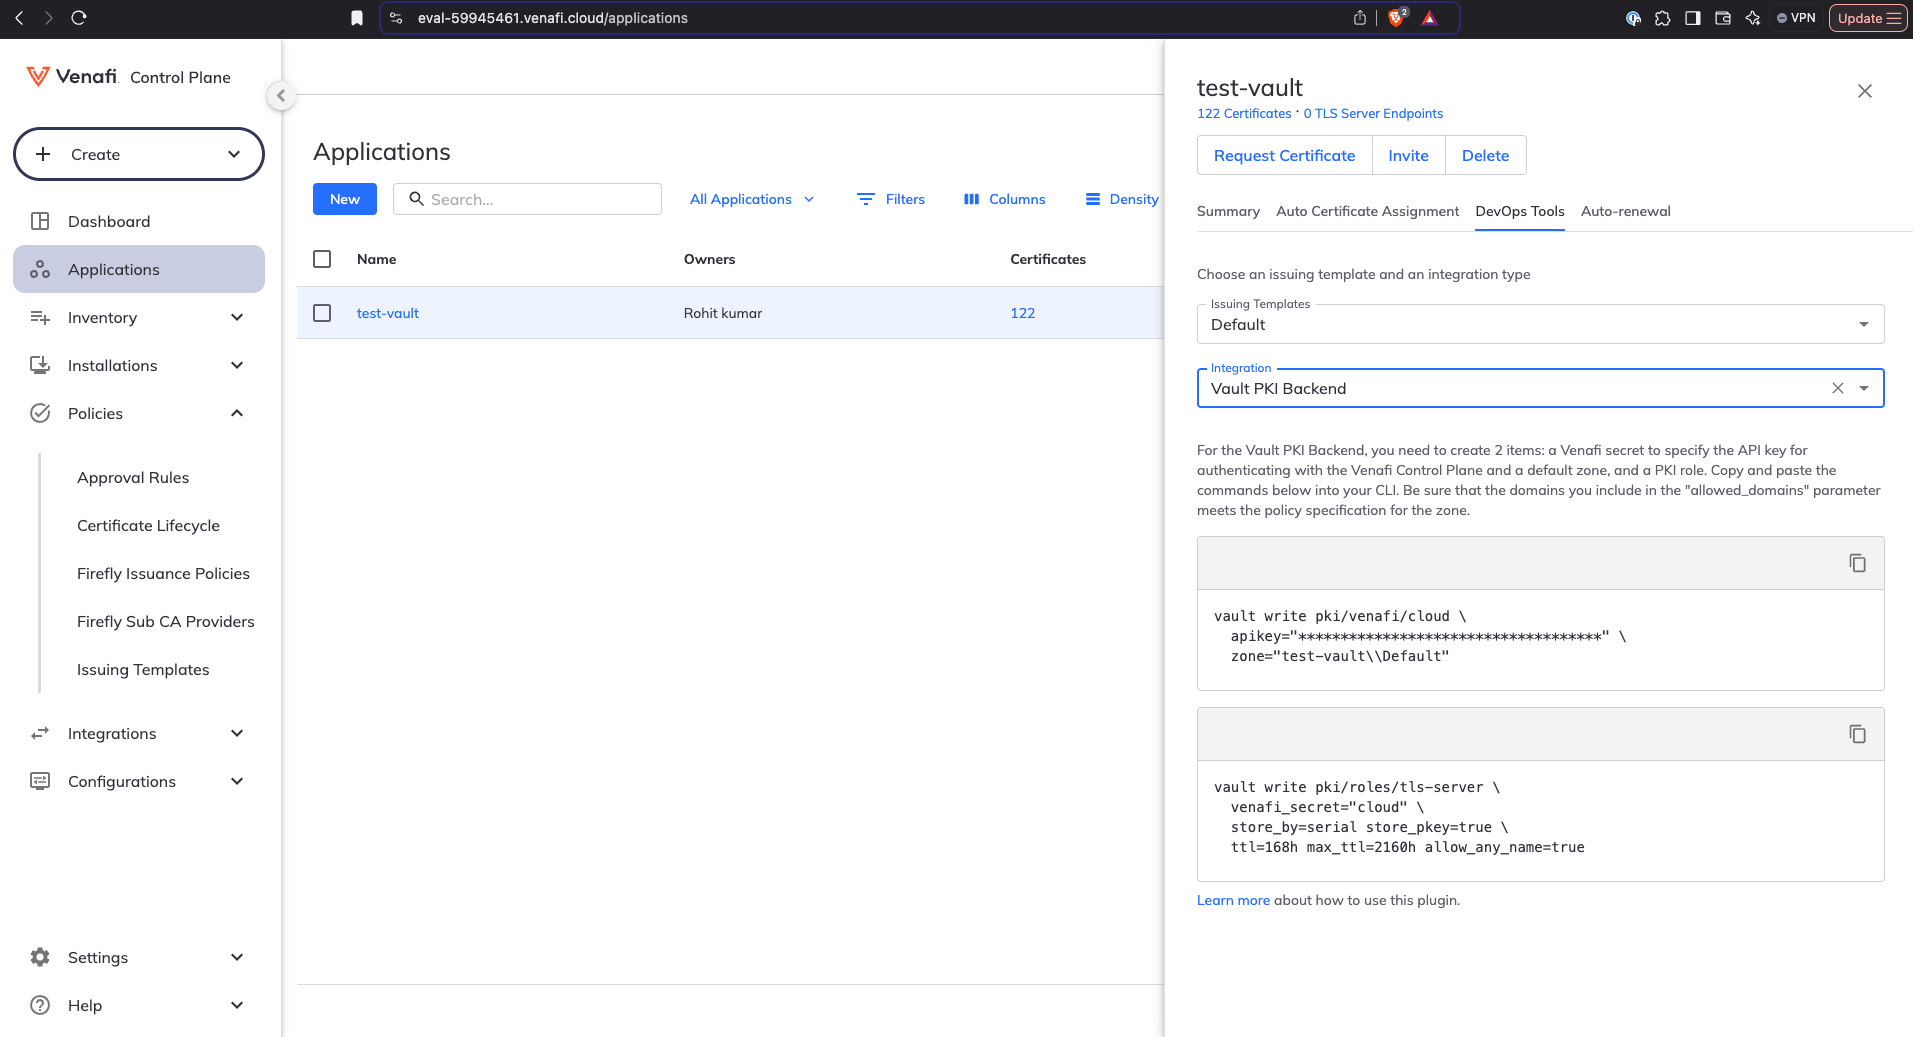 eval-59945461.venafi.cloud/applications
2
VPN
Update
Venafi Control Plane
Create
Dashboard
Applications
Inventory
Installations
Policies
Approval Rules
Certificate Lifecycle
Firefly Issuance Policies
Firefly Sub CA Providers
Issuing Templates
Integrations
Configurations
Settings
Help
Applications
New
Search...
All Applications
Filters
Columns
Density
Name Owners Certificates
test-vault Rohit kumar 122
test-vault
122 Certificates · 0 TLS Server Endpoints
Request Certificate Invite Delete
Summary Auto Certificate Assignment DevOps Tools Auto-renewal
Choose an issuing template and an integration type
Issuing Templates
Default
Integration
Vault PKI Backend
For the Vault PKI Backend, you need to create 2 items: a Venafi secret to specify the API key for
authenticating with the Venafi Control Plane and a default zone, and a PKI role. Copy and paste the
commands below into your CLI. Be sure that the domains you include in the "allowed_domains" parameter
meets the policy specification for the zone.
vault write pki/venafi/cloud \
apikey="************************************" \
zone="test-vault\\Default"
vault write pki/roles/tls-server \
venafi_secret="cloud" \
store_by=serial store_pkey=true \
ttl=168h max_ttl=2160h allow_any_name=true
Learn more about how to use this plugin.